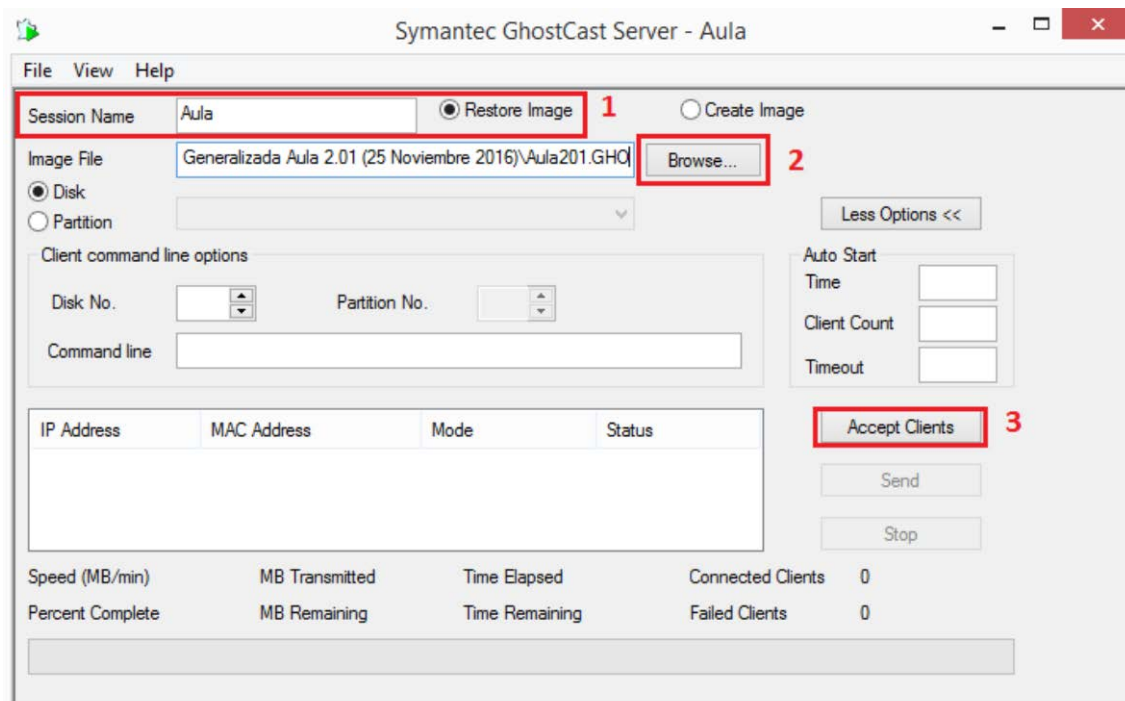 Symantec GhostCast Server - Aula
File View Help
Session Name Aula Restore Image 1 Create Image
Image File Generalizada Aula 2.01 (25 Noviembre 2016)\Aula201.GHO Browse... 2
Disk
Partition Less Options <<
Client command line options Auto Start
Time
Disk No. Partition No.
Client Count
Command line
Timeout
IP Address MAC Address Mode Status Accept Clients 3
Send
Stop
Speed (MB/min) MB Transmitted Time Elapsed Connected Clients 0
Percent Complete MB Remaining Time Remaining Failed Clients 0